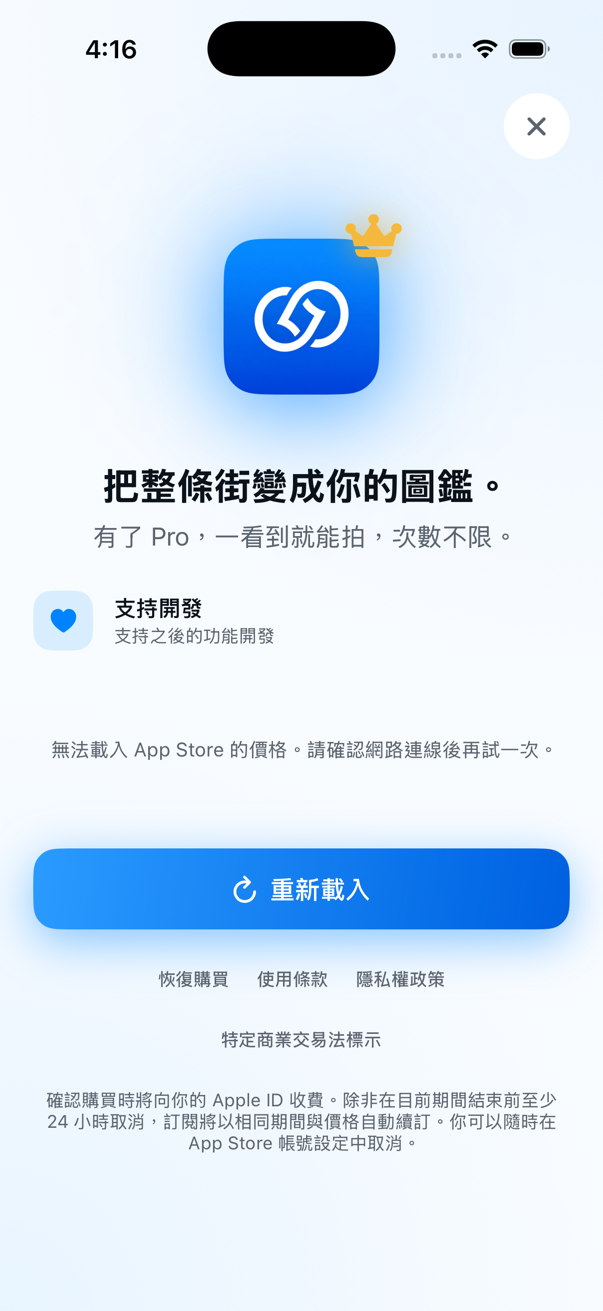 4:16
把整條街變成你的圖鑑。
有了 Pro，一看到就能拍，次數不限。
支持開發
支持之後的功能開發
無法載入 App Store 的價格。請確認網路連線後再試一次。
重新載入
恢復購買 使用條款 隱私權政策
特定商業交易法標示
確認購買時將向你的 Apple ID 收費。除非在目前期間結束前至少
24 小時取消，訂閱將以相同期間與價格自動續訂。你可以隨時在
App Store 帳號設定中取消。